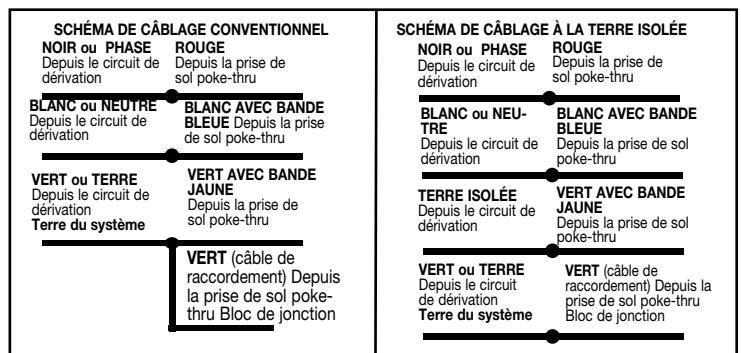 SCHÉMA DE CÂBLAGE CONVENTIONNEL
NOIR ou PHASE
Depuis le circuit de
dérivation
ROUGE
Depuis la prise de
sol poke-thru
BLANC ou NEUTRE
Depuis le circuit de
dérivation
BLANC AVEC BANDE
BLEUE Depuis la prise
de sol poke-thru
VERT ou TERRE
Depuis le circuit de
dérivation
Terre du système
VERT AVEC BANDE
JAUNE
Depuis la prise de
sol poke-thru
VERT (câble de
raccordement) Depuis
la prise de sol poke-
thru Bloc de jonction
SCHÉMA DE CÂBLAGE À LA TERRE ISOLÉE
NOIR ou PHASE
Depuis le circuit de
dérivation
ROUGE
Depuis la prise de
sol poke-thru
BLANC ou NEU-
TRE
Depuis le circuit de
dérivation
BLANC AVEC BANDE
BLEUE
Depuis la prise de sol
poke-thru
TERRE ISOLÉE
Depuis le circuit de
dérivation
VERT AVEC BANDE
JAUNE
Depuis la prise de sol
poke-thru
VERT ou TERRE
Depuis le circuit
de dérivation
Terre du système
VERT (câble de
raccordement) Depuis la
prise de sol poke-thru
Bloc de jonction